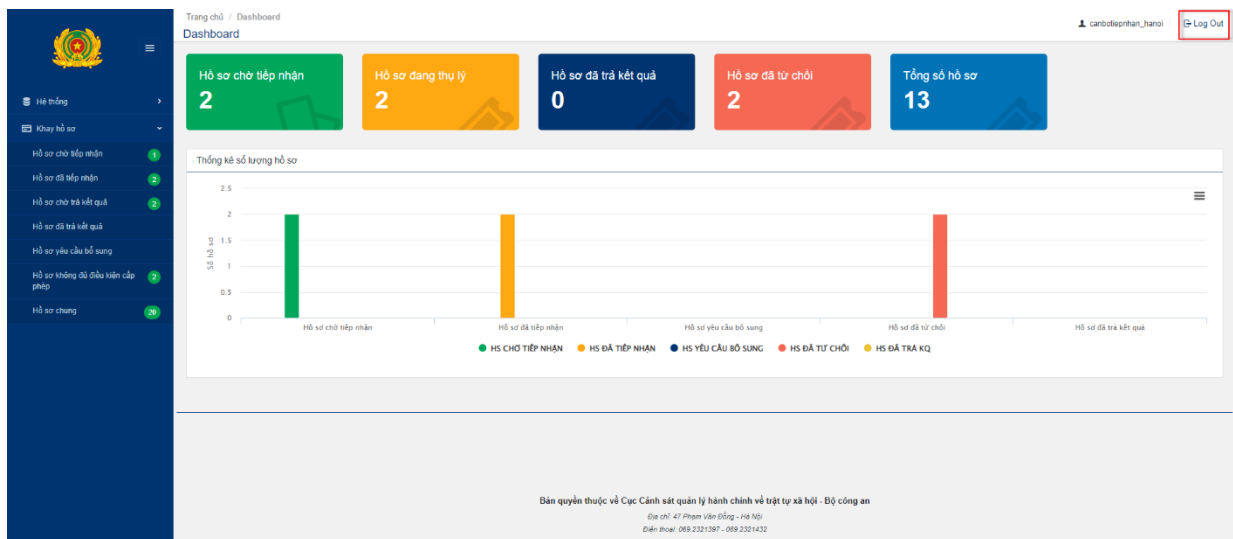 Trang chủ / Dashboard
Dashboard
canbotiepnhan_hanoi
Log Out
Hệ thống
Khay hồ sơ
Hồ sơ chờ tiếp nhận 1
Hồ sơ đã tiếp nhận 2
Hồ sơ chờ trả kết quả 2
Hồ sơ đã trả kết quả
Hồ sơ yêu cầu bổ sung
Hồ sơ không đủ điều kiện cấp
phép 2
Hồ sơ chung 20
Hồ sơ chờ tiếp nhận
2
Hồ sơ đang thụ lý
2
Hồ sơ đã trả kết quả
0
Hồ sơ đã từ chối
2
Tổng số hồ sơ
13
Thống kê số lượng hồ sơ
Số hồ sơ
2.5
2
1.5
1
0.5
0
Hồ sơ chờ tiếp nhận
Hồ sơ đã tiếp nhận
Hồ sơ yêu cầu bổ sung
Hồ sơ đã từ chối
Hồ sơ đã trả kết quả
HS CHỜ TIẾP NHẬN
HS ĐÃ TIẾP NHẬN
HS YÊU CẦU BỔ SUNG
HS ĐÃ TỪ CHỐI
HS ĐÃ TRẢ KQ
Bản quyền thuộc về Cục Cảnh sát quản lý hành chính về trật tự xã hội - Bộ công an
Địa chỉ: 47 Phạm Văn Đồng - Hà Nội
Điện thoại: 069.2321397 - 069.2321432